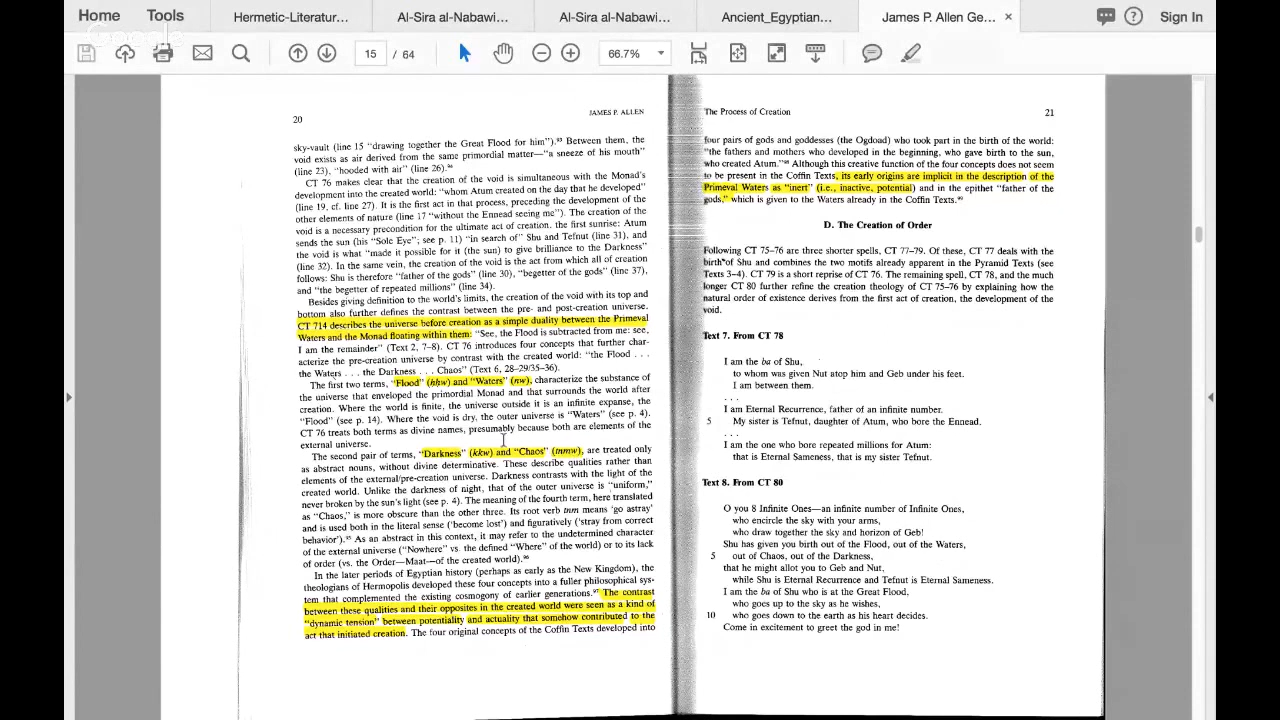 Home Tools Hermetic-Literatur... Al-Sira al-Nabawi... Al-Sira al-Nabawi... Ancient_Egyptian... James P. Allen Ge... × ? Sign In
Google
15 / 64 66.7%
20 JAMES P. ALLEN
sky-vault (line 15 “drawing together the Great Flood for him”).⁹³ Between them, the
void exists as air derived from the same primordial matter—“a sneeze of his mouth”
(line 23), “hooded with air” (line 26).⁹⁴
CT 76 makes clear that the creation of the void is simultaneous with the Monad's
development into the created world: “whom Atum created on the day that he developed”
(line 19, cf. line 27). It is the first act in that process, preceding the development of the
other elements of nature (line 17 “without the Ennead seeing me”). The creation of the
void is a necessary precondition for the ultimate act of creation, the first sunrise: Atum
sends the sun (his “Sole Eye”; see p. 11) “in search of” Shu and Tefnut (line 31), and
the void is what “made it possible for it (the sun) to give brilliance to the Darkness”
(line 32). In the same vein, the creation of the void is the act from which all of creation
follows: Shu is therefore “father of the gods” (line 30), “begetter of the gods” (line 37),
and “the begetter of repeated millions” (line 34).
Besides giving definition to the world's limits, the creation of the void with its top and
bottom also further defines the contrast between the pre- and post-creation universe.
CT 714 describes the universe before creation as a simple duality between the Primeval
Waters and the Monad floating within them: “See, the Flood is subtracted from me: see,
I am the remainder” (Text 2, 7–8). CT 76 introduces four concepts that further char-
acterize the pre-creation universe by contrast with the created world: “the Flood . . .
the Waters . . . the Darkness . . . Chaos” (Text 6, 28–29/35–36).
The first two terms, “Flood” (ḥḥw) and “Waters” (nw), characterize the substance of
the universe that enveloped the primordial Monad and that surrounds the world after
creation. Where the world is finite, the universe outside it is an infinite expanse, the
“Flood” (see p. 14). Where the void is dry, the outer universe is “Waters” (see p. 4).
CT 76 treats both terms as divine names, presumably because both are elements of the
external universe.
The second pair of terms, “Darkness” (kkw) and “Chaos” (tnmw), are treated only
as abstract nouns, without divine determinative. These describe qualities rather than
elements of the external/pre-creation universe. Darkness contrasts with the light of the
created world. Unlike the darkness of night, that of the outer universe is “uniform,”
never broken by the sun's light (see p. 4). The meaning of the fourth term, here translated
as “Chaos,” is more obscure than the other three. Its root verb tnm means ‘go astray’
and is used both in the literal sense (‘become lost’) and figuratively (‘stray from correct
behavior’).⁹⁵ As an abstract in this context, it may refer to the undetermined character
of the external universe (“Nowhere” vs. the defined “Where” of the world) or to its lack
of order (vs. the Order—Maat—of the created world).⁹⁶
In the later periods of Egyptian history (perhaps as early as the New Kingdom), the
theologians of Hermopolis developed these four concepts into a fuller philosophical sys-
tem that complemented the existing cosmogony of earlier generations.⁹⁷ The contrast
between these qualities and their opposites in the created world were seen as a kind of
“dynamic tension” between potentiality and actuality that somehow contributed to the
act that initiated creation. The four original concepts of the Coffin Texts developed into
The Process of Creation 21
four pairs of gods and goddesses (the Ogdoad) who took part in the birth of the world:
“the fathers and mothers who developed in the beginning, who gave birth to the sun,
who created Atum.”⁹⁸ Although this creative function of the four concepts does not seem
to be present in the Coffin Texts, its early origins are implicit in the description of the
Primeval Waters as “inert” (i.e., inactive, potential) and in the epithet “father of the
gods,” which is given to the Waters already in the Coffin Texts.⁹⁹
D. The Creation of Order
Following CT 75–76 are three shorter spells, CT 77–79. Of these, CT 77 deals with the
birth of Shu and combines the two motifs already apparent in the Pyramid Texts (see
Texts 3–4). CT 79 is a short reprise of CT 76. The remaining spell, CT 78, and the much
longer CT 80 further refine the creation theology of CT 75–76 by explaining how the
natural order of existence derives from the first act of creation, the development of the
void.
Text 7. From CT 78
I am the ba of Shu,
to whom was given Nut atop him and Geb under his feet.
I am between them.
. . .
I am Eternal Recurrence, father of an infinite number.
5 My sister is Tefnut, daughter of Atum, who bore the Ennead.
. . .
I am the one who bore repeated millions for Atum:
that is Eternal Sameness, that is my sister Tefnut.
Text 8. From CT 80
O you 8 Infinite Ones—an infinite number of Infinite Ones,
who encircle the sky with your arms,
who draw together the sky and horizon of Geb!
Shu has given you birth out of the Flood, out of the Waters,
5 out of Chaos, out of the Darkness,
that he might allot you to Geb and Nut,
while Shu is Eternal Recurrence and Tefnut is Eternal Sameness.
I am the ba of Shu who is at the Great Flood,
who goes up to the sky as he wishes,
10 who goes down to the earth as his heart decides.
Come in excitement to greet the god in me!